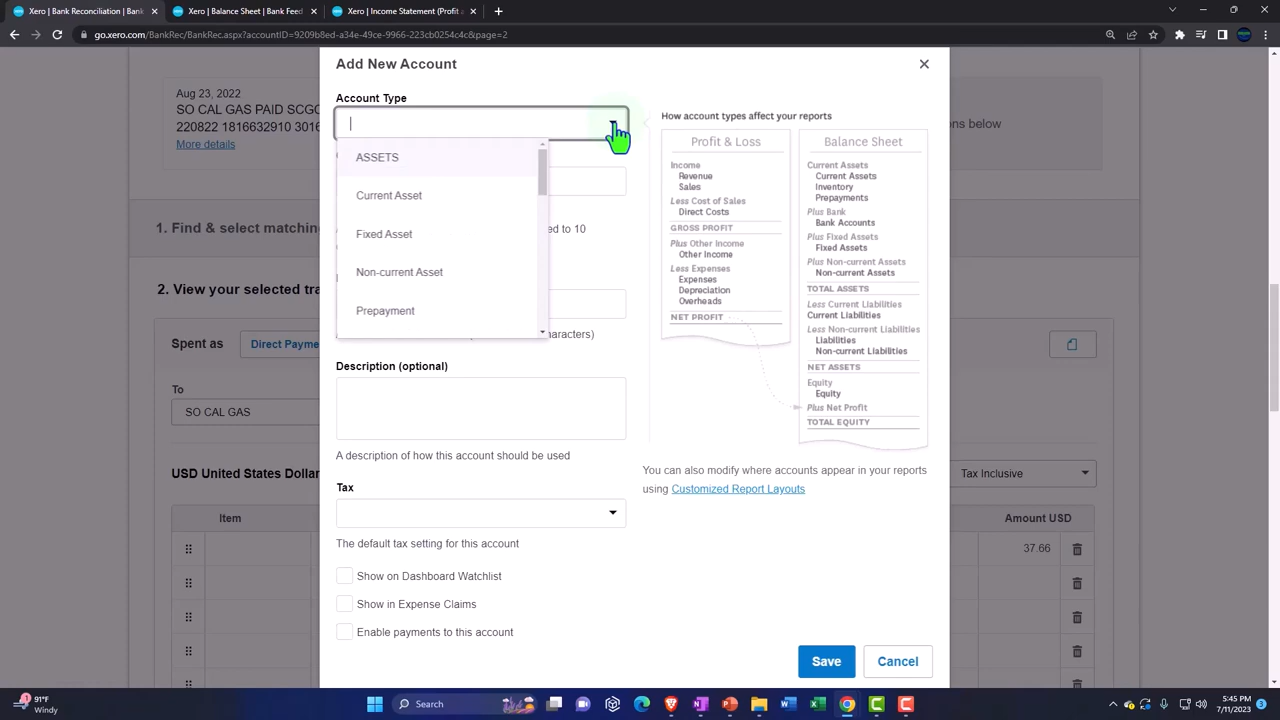 Xero | Bank Reconciliation | Be
Xero | Bank Feeds | Beds
Xero | Income Statement (Profit a
go.xero.com/BankRec/BankRec.aspx?accountID=9209b8ed-a34e-49ce-9966-223cb0254c4c&page=2
Aug 23, 2022
SO CAL GAS PAID SCGC
220822 1816632910 3016
More details
ons below
1. Find & select matchin
2. View your selected tra
Spent as
Direct Payme
To
SO CAL GAS
USD United States Dollar
Tax Inclusive
Item
Amount USD
37.66
Add New Account
Account Type
ASSETS
Current Asset
Fixed Asset
Non-current Asset
Prepayment
ed to 10
haracters)
Description (optional)
A description of how this account should be used
Tax
The default tax setting for this account
Show on Dashboard Watchlist
Show in Expense Claims
Enable payments to this account
How account types affect your reports
Profit & Loss
Income
Revenue
Sales
Less Cost of Sales
Direct Costs
GROSS PROFIT
Plus Other Income
Other Income
Less Expenses
Expenses
Depreciation
Overheads
NET PROFIT
Balance Sheet
Current Assets
Current Assets
Inventory
Prepayments
Plus Bank
Bank Accounts
Plus Fixed Assets
Fixed Assets
Plus Non-current Assets
Non-current Assets
TOTAL ASSETS
Less Current Liabilities
Current Liabilities
Less Non-current Liabilities
Liabilities
Non-current Liabilities
NET ASSETS
Equity
Equity
Plus Net Profit
TOTAL EQUITY
You can also modify where accounts appear in your reports
using Customized Report Layouts
Save
Cancel
91°F
Windy
Search
5:45 PM
7/11/2023